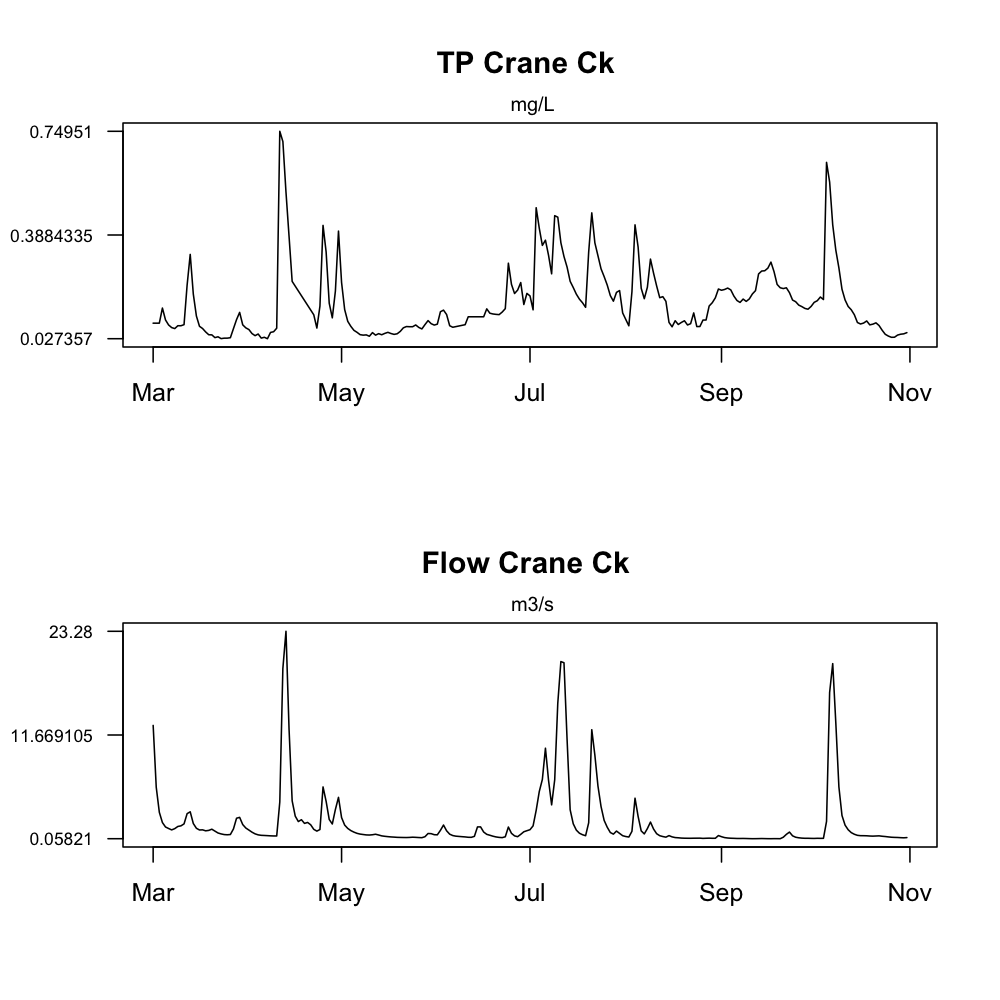 TP Crane Ck
mg/L
0.74951
0.3884335
0.027357
Mar May Jul Sep Nov
Flow Crane Ck
m3/s
23.28
11.669105
0.05821
Mar May Jul Sep Nov